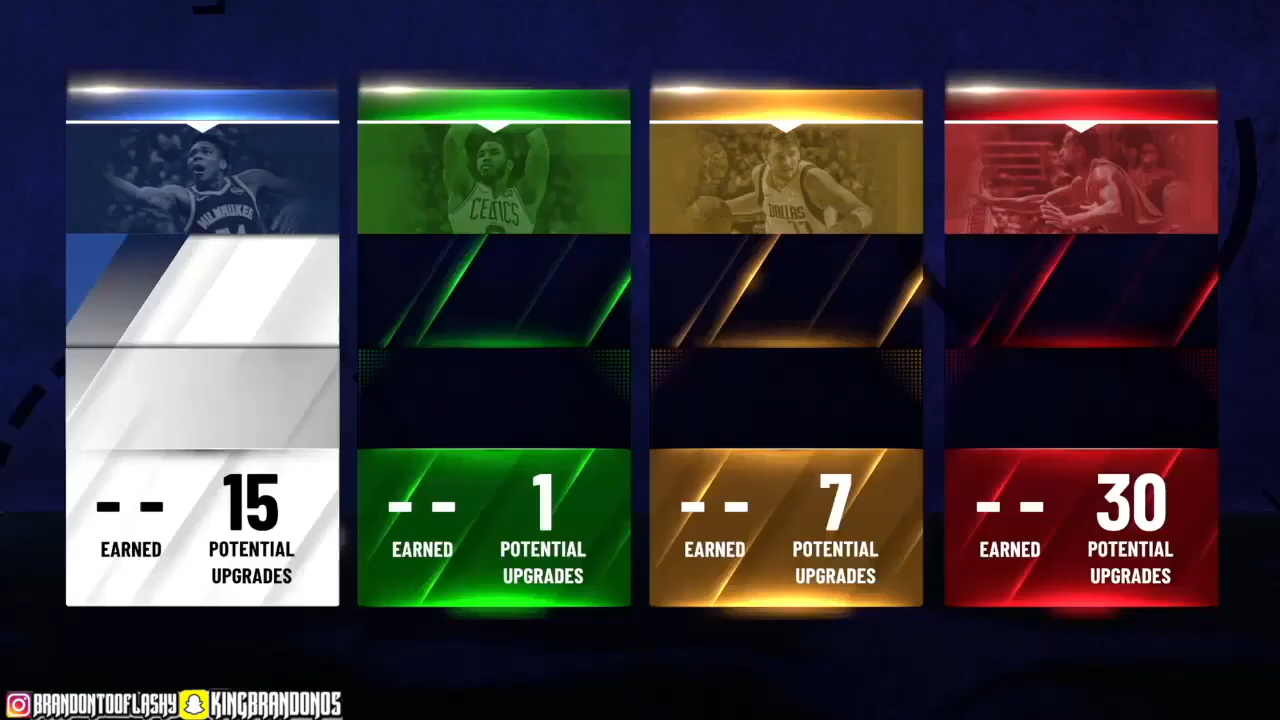 MILWAUKEE
CELTICS
DALLAS
- - 15
EARNED POTENTIAL
UPGRADES
- - 1
EARNED POTENTIAL
UPGRADES
- - 7
EARNED POTENTIAL
UPGRADES
- - 30
EARNED POTENTIAL
UPGRADES
BRANDONTOOFLASHY KINGBRANDON05